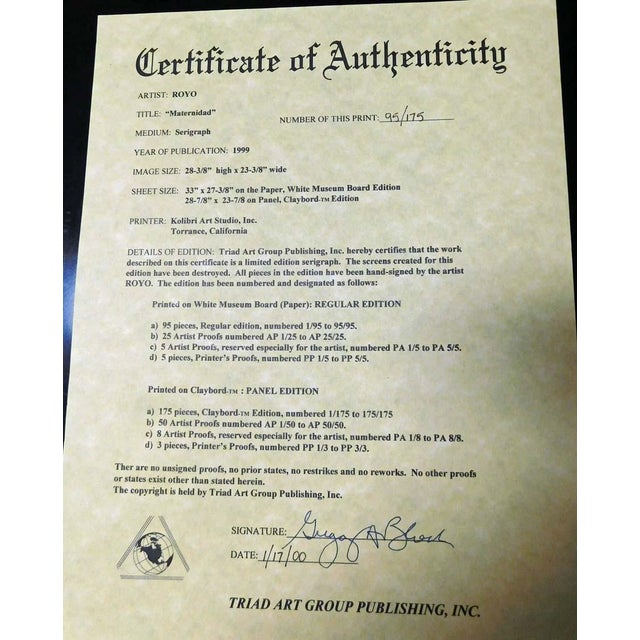 Certificate of Authenticity
ARTIST: ROYO
TITLE: "Maternidad"
NUMBER OF THIS PRINT: 95/175
MEDIUM: Serigraph
YEAR OF PUBLICATION: 1999
IMAGE SIZE: 28-3/8" high x 23-3/8" wide
SHEET SIZE: 33" x 27-3/8" on the Paper, White Museum Board Edition
28-7/8" x 23-7/8 on Panel, Claybord™ Edition
PRINTER: Kolibri Art Studio, Inc.
Torrance, California
DETAILS OF EDITION: Triad Art Group Publishing, Inc. hereby certifies that the work
described on this certificate is a limited edition serigraph. The screens created for this
edition have been destroyed. All pieces in the edition have been hand-signed by the artist
ROYO. The edition has been numbered and designated as follows:
Printed on White Museum Board (Paper): REGULAR EDITION
a) 95 pieces, Regular edition, numbered 1/95 to 95/95.
b) 25 Artist Proofs numbered AP 1/25 to AP 25/25.
c) 5 Artist Proofs, reserved especially for the artist, numbered PA 1/5 to PA 5/5.
d) 5 pieces, Printer's Proofs, numbered PP 1/5 to PP 5/5.
Printed on Claybord™ : PANEL EDITION
a) 175 pieces, Claybord™ Edition, numbered 1/175 to 175/175
b) 50 Artist Proofs numbered AP 1/50 to AP 50/50.
c) 8 Artist Proofs, reserved especially for the artist, numbered PA 1/8 to PA 8/8.
d) 3 pieces, Printer's Proofs, numbered PP 1/3 to PP 3/3.
Ther are no unsigned proofs, no prior states, no restrikes and no reworks. No other proofs
or states exist other than stated herein.
The copyright is held by Triad Art Group Publishing, Inc.
SIGNATURE:
DATE: 1/17/00
TRIAD ART GROUP PUBLISHING, INC.